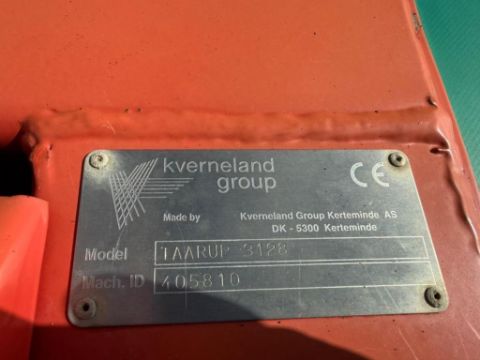 kverneland
group
CE
Made by Kverneland Group Kerteminde AS
DK - 5300 Kerteminde
Model TAARUP 3128
Mach. ID 405810